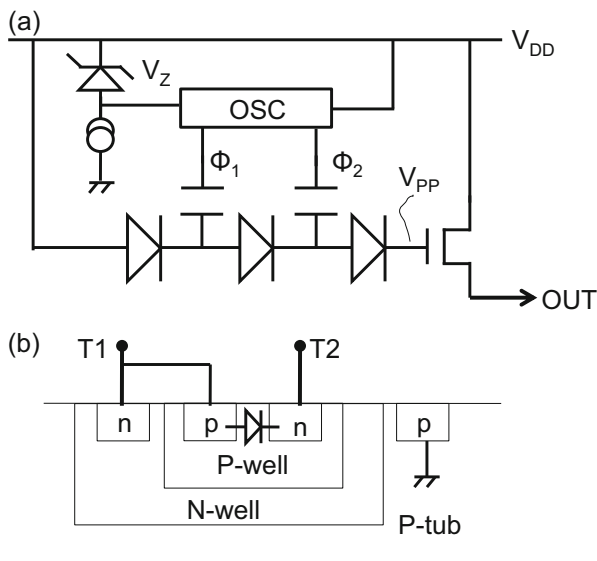 (a)
V_DD
V_Z
OSC
Φ_1
Φ_2
V_PP
OUT
(b)
T1
T2
n
p
n
p
P-well
N-well
P-tub